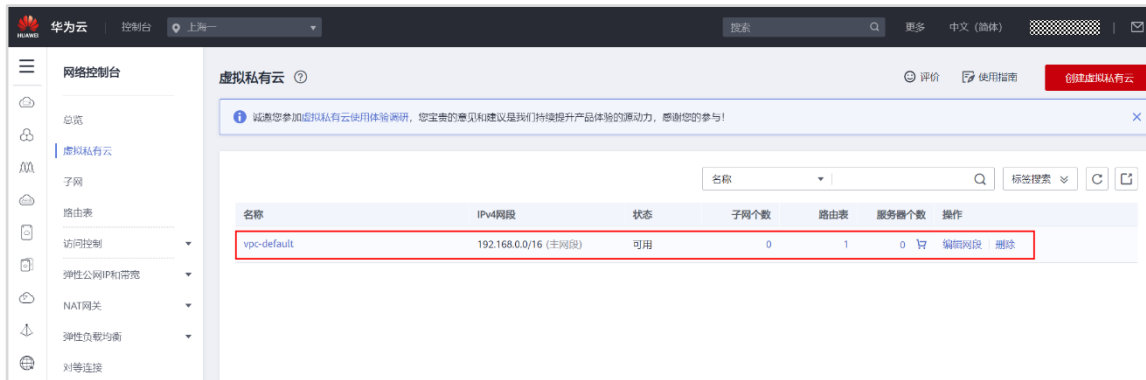 HUAWEI 华为云 控制台 上海一 搜索 更多 中文 (简体)
网络控制台
总览
虚拟私有云
子网
路由表
访问控制
弹性公网IP和带宽
NAT网关
弹性负载均衡
对等连接
虚拟私有云 评价 使用指南 创建虚拟私有云
诚邀您参加虚拟私有云使用体验调研，您宝贵的意见和建议是我们持续提升产品体验的源动力，感谢您的参与！
名称 标签搜索
名称 IPv4网段 状态 子网个数 路由表 服务器个数 操作
vpc-default 192.168.0.0/16 (主网段) 可用 0 1 0 编辑网段 删除